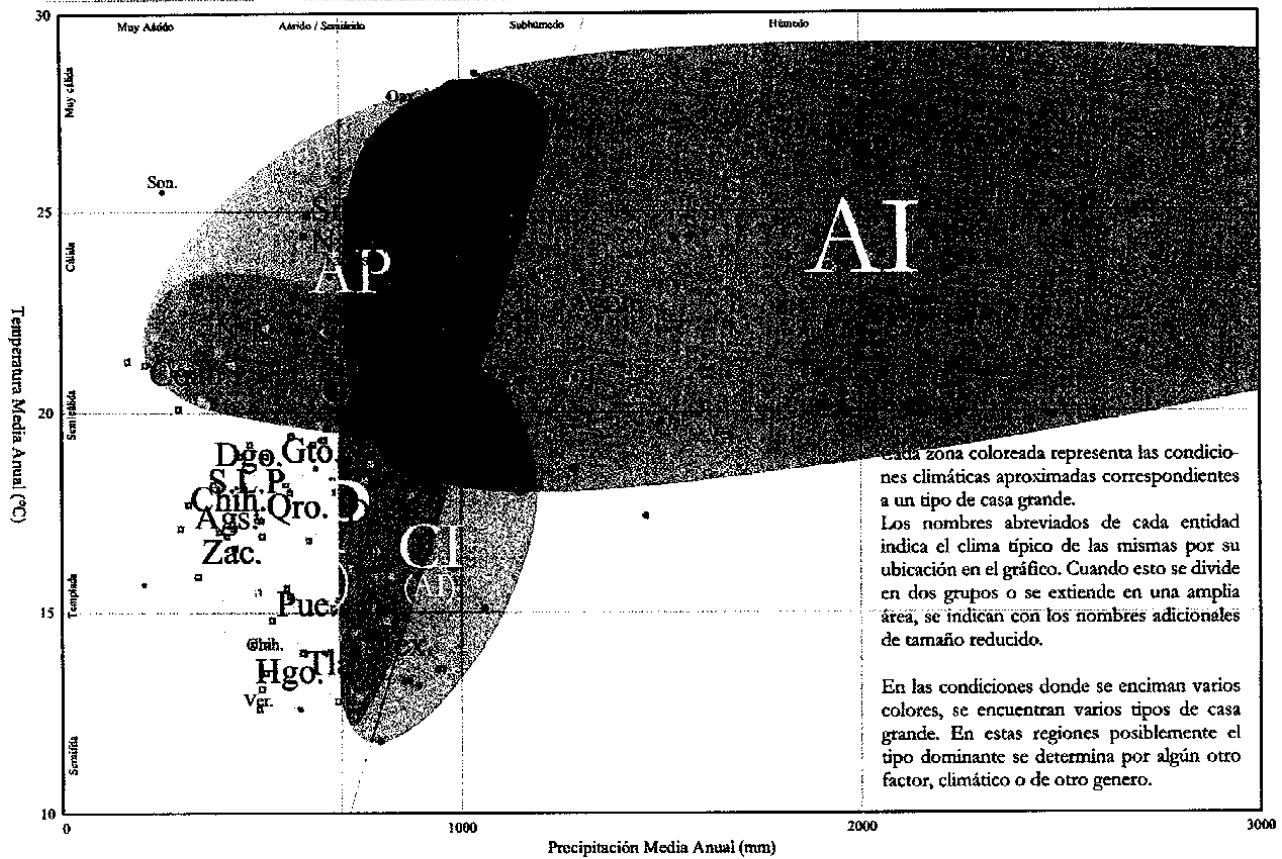 30
Muy Árido
Árido / Semiárido
Subhúmedo
Húmedo
Muy cálida
Son.
25
AI
Cálida
AP
Temperatura Media Anual (°C)
20
Semicálida
Dgo.
Gto.
S.L.P.
Chih.
Qro.
Ags.
Zac.
CI
(AI)
Cada zona coloreada representa las condicio-
nes climáticas aproximadas correspondientes
a un tipo de casa grande.
Los nombres abreviados de cada entidad
indica el clima típico de las mismas por su
ubicación en el gráfico. Cuando esto se divide
en dos grupos o se extiende en una amplia
área, se indican con los nombres adicionales
de tamaño reducido.
En las condiciones donde se enciman varios
colores, se encuentran varios tipos de casa
grande. En estas regiones posiblemente el
tipo dominante se determina por algún otro
factor, climático o de otro genero.
Templada
15
Pue.
Chih.
Hgo.
Ver.
Semifría
10
0
1000
2000
3000
Precipitación Media Anual (mm)